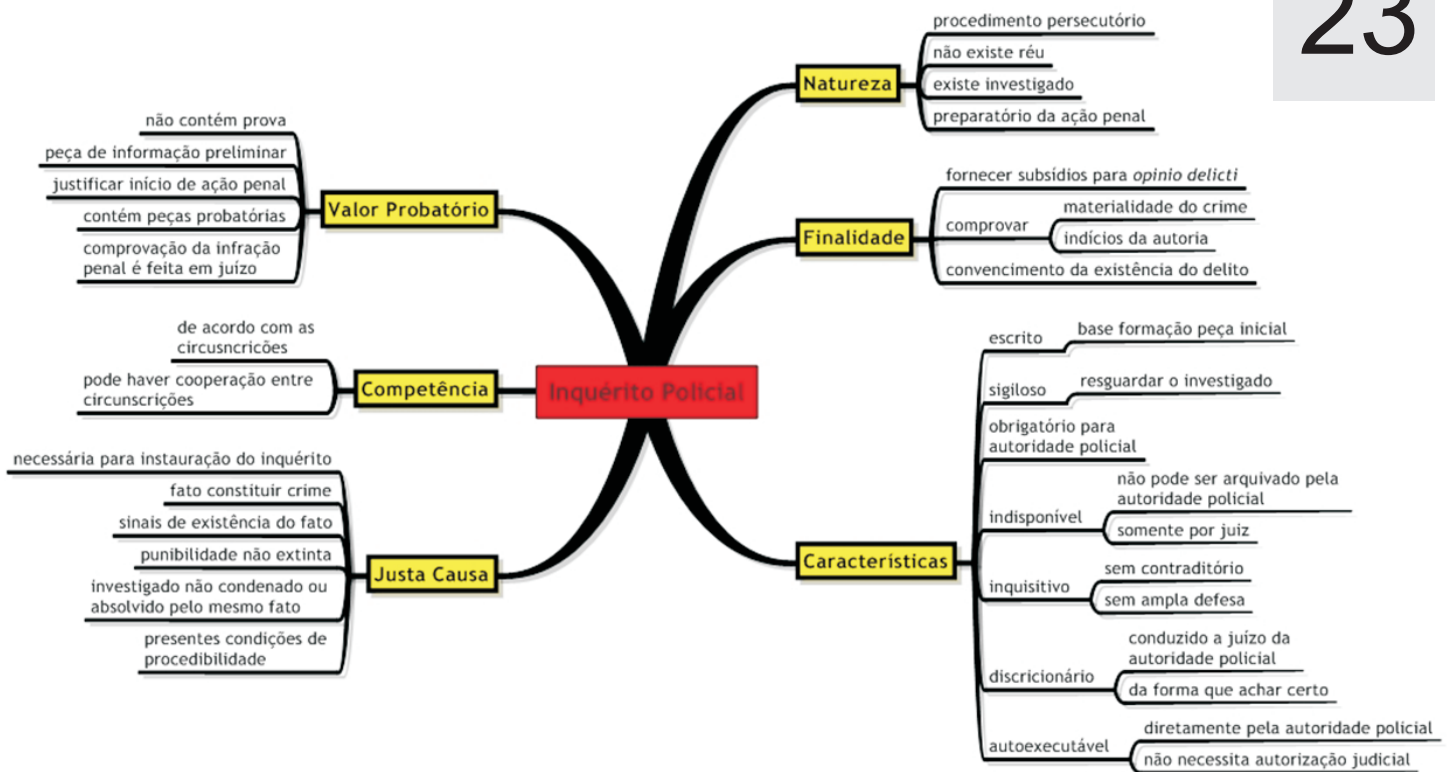 23
Inquérito Policial
Natureza
procedimento persecutório
não existe réu
existe investigado
preparatório da ação penal
Finalidade
fornecer subsídios para opinio delicti
comprovar
materialidade do crime
indícios da autoria
convencimento da existência do delito
Características
escrito
base formação peça inicial
sigiloso
resguardar o investigado
obrigatório para
autoridade policial
indisponível
não pode ser arquivado pela
autoridade policial
somente por juiz
inquisitivo
sem contraditório
sem ampla defesa
discricionário
conduzido a juízo da
autoridade policial
da forma que achar certo
autoexecutável
diretamente pela autoridade policial
não necessita autorização judicial
Valor Probatório
não contém prova
peça de informação preliminar
justificar início de ação penal
contém peças probatórias
comprovação da infração
penal é feita em juízo
Competência
de acordo com as
circusncricões
pode haver cooperação entre
circunscrições
Justa Causa
necessária para instauração do inquérito
fato constituir crime
sinais de existência do fato
punibilidade não extinta
investigado não condenado ou
absolvido pelo mesmo fato
presentes condições de
procedibilidade